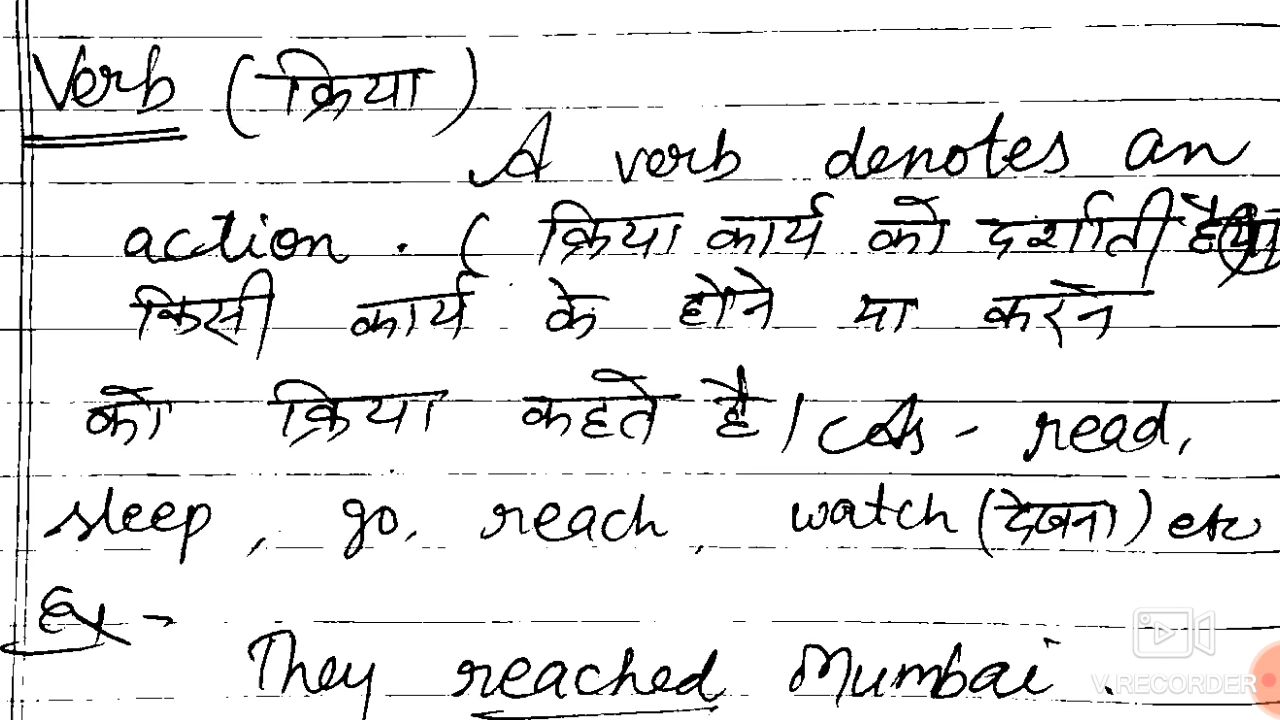 Verb (क्रिया)
A verb denotes an
action. ( क्रिया कार्य को दर्शाती है
किसी कार्य के होने या करने
को क्रिया कहते है। As - read,
sleep, go, reach, watch (देखना) etc
Ex -
They reached Mumbai.
V.RECORDER